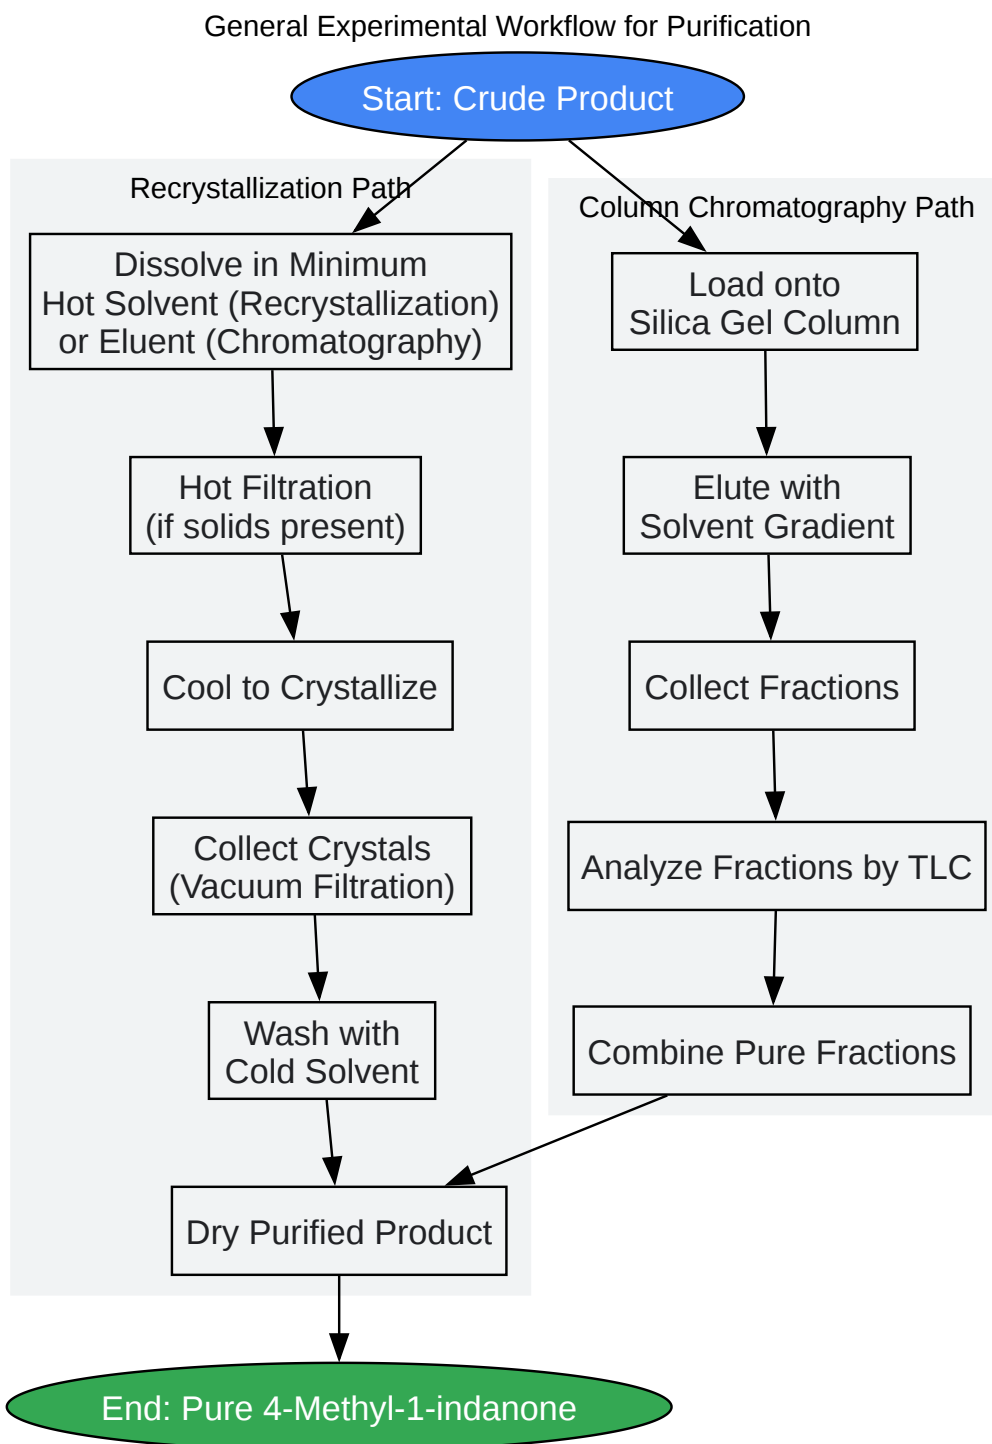 General Experimental Workflow for Purification
Start: Crude Product
Recrystallization Path
Dissolve in Minimum
Hot Solvent (Recrystallization)
or Eluent (Chromatography)
Hot Filtration
(if solids present)
Cool to Crystallize
Collect Crystals
(Vacuum Filtration)
Wash with
Cold Solvent
Dry Purified Product
Column Chromatography Path
Load onto
Silica Gel Column
Elute with
Solvent Gradient
Collect Fractions
Analyze Fractions by TLC
Combine Pure Fractions
End: Pure 4-Methyl-1-indanone